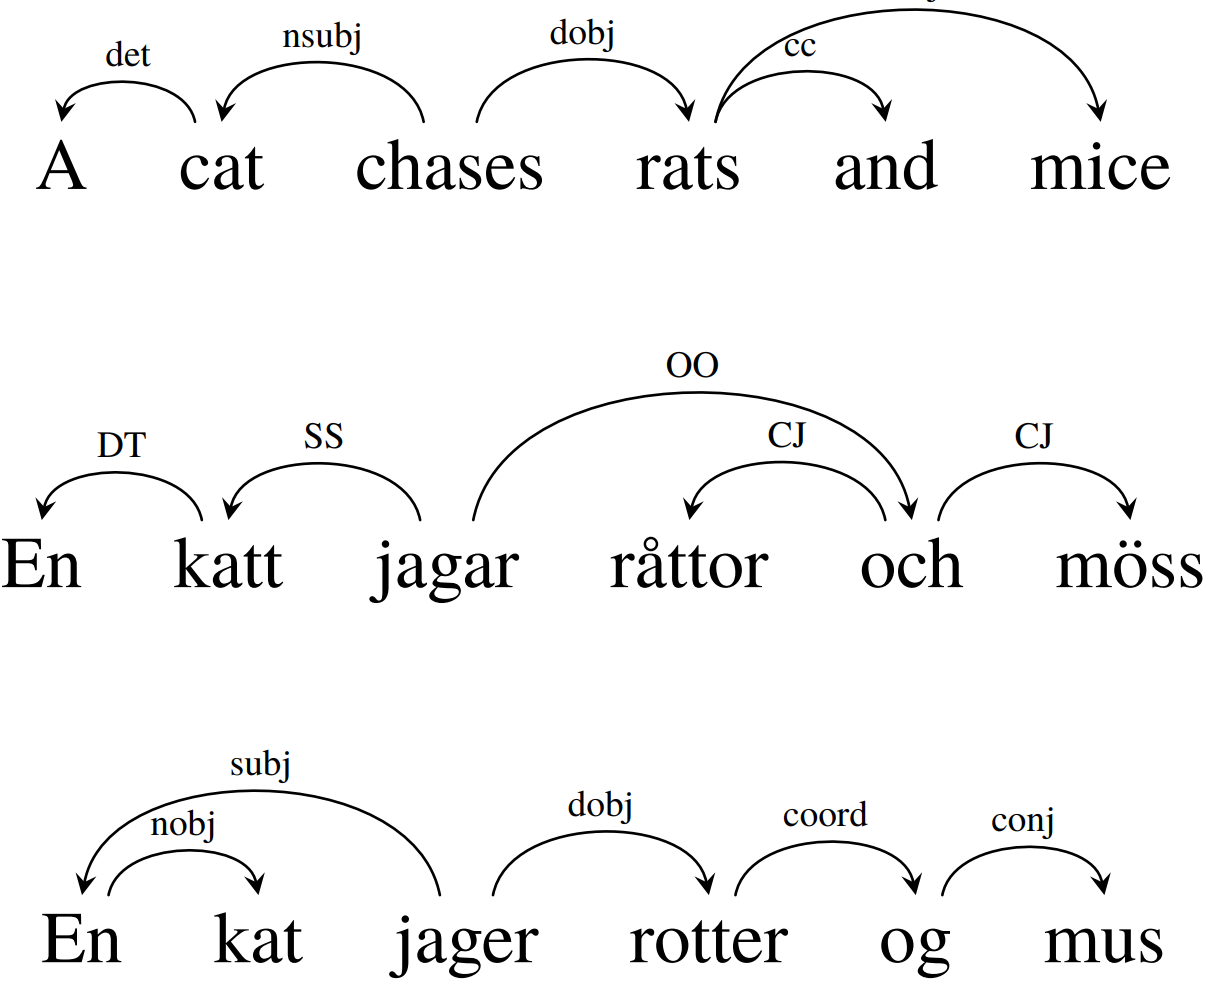 det nsubj dobj cc
A cat chases rats and mice
OO
DT SS CJ CJ
En katt jagar råttor och möss
subj
nobj dobj coord conj
En kat jager rotter og mus